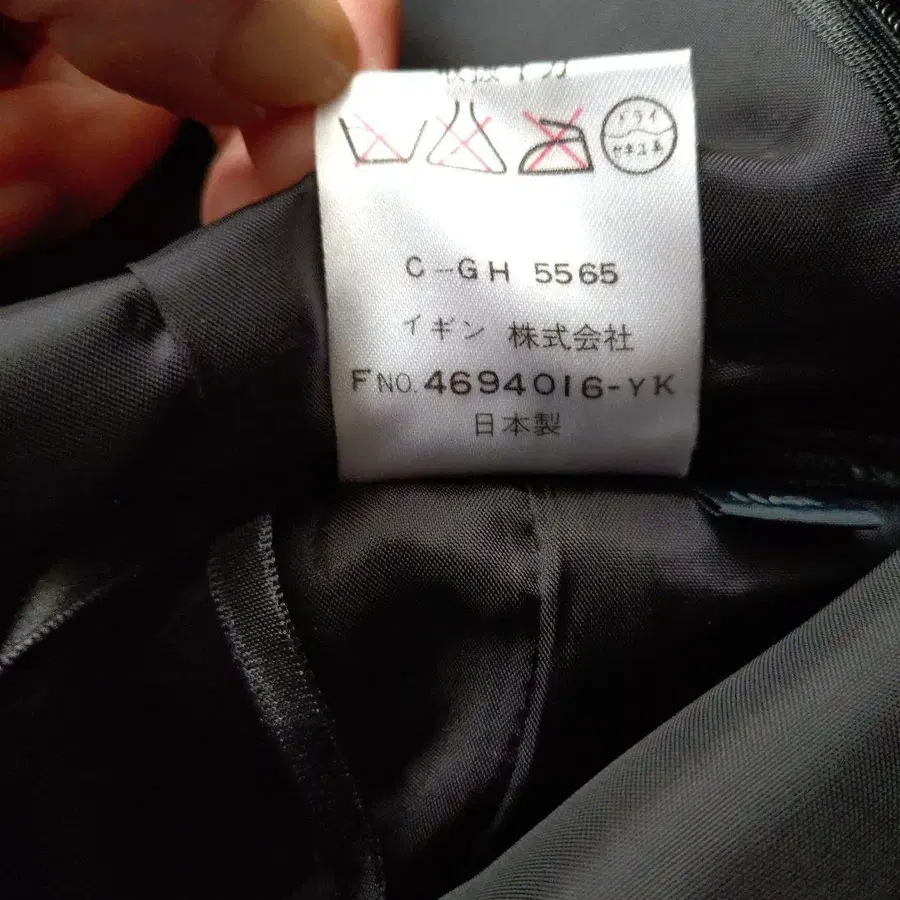 ドライ
セキユ系
C-GH 5565
イギン 株式会社
FNO.4694016-YK
日本製